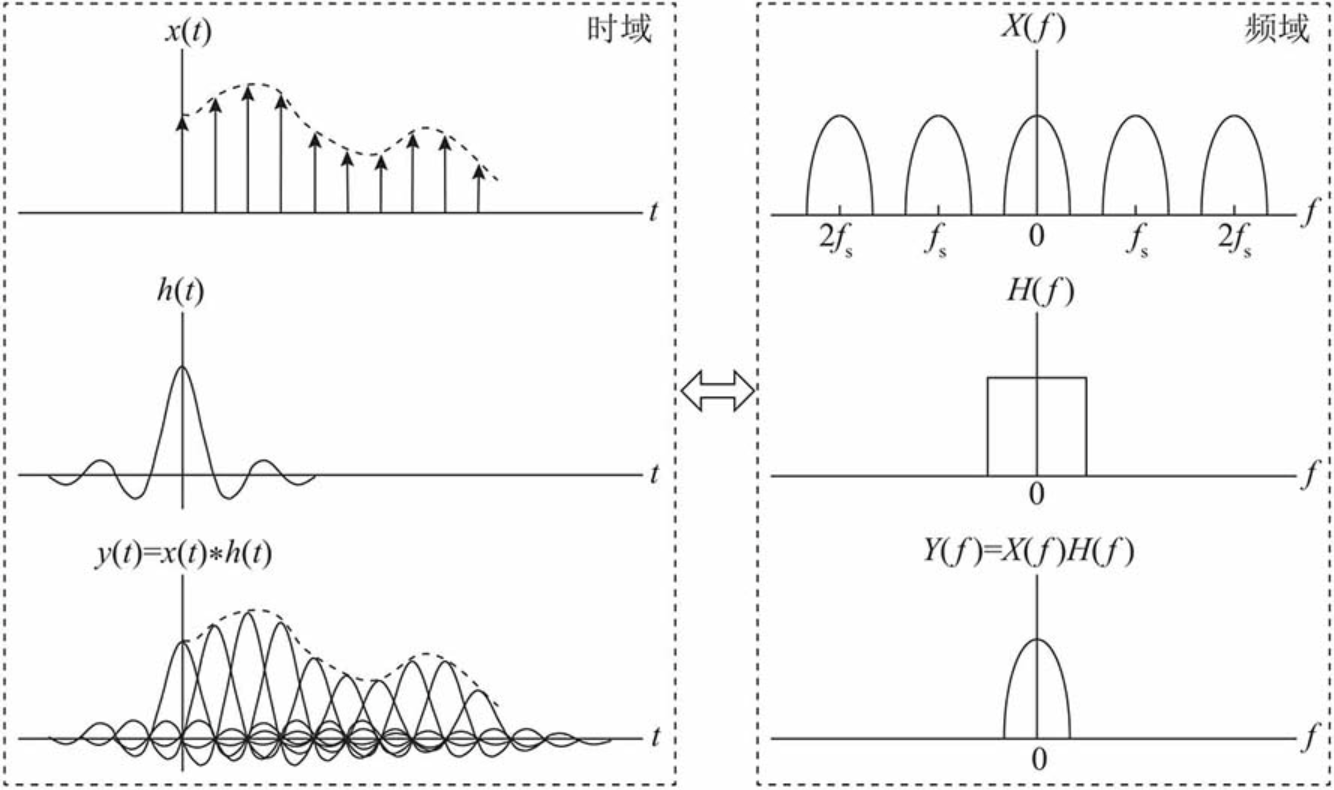 时域
x(t)
t
h(t)
t
y(t)=x(t)*h(t)
t
频域
X(f)
2fs fs 0 fs 2fs
f
H(f)
0
f
Y(f)=X(f)H(f)
0
f